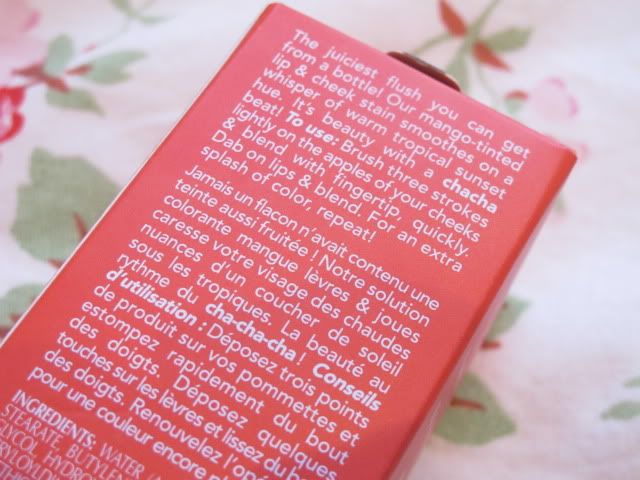 The juiciest flush you can get
from a bottle! Our mango-tinted
lip & cheek stain smoothes on a
whisper of warm tropical sunset
hue. It's beauty with a chacha
beat! To use: Brush three strokes
lightly on the apples of your cheeks
& blend with fingertip, quickly.
Dab on lips & blend. For an extra
splash of color, repeat!
Jamais un flacon n'avait contenu une
teinte aussi fruitée ! Notre solution
colorante mangue lèvres & joues
caresse votre visage des chaudes
nuances d'un coucher de soleil
sous les tropiques. La beauté au
rythme du cha-cha-cha ! Conseils
d'utilisation : Déposez trois points
de produit sur vos pommettes et
estompez rapidement du bout
des doigts. Déposez quelques
touches sur les lèvres et lissez du
des doigts. Renouvelez
pour une couleur encore
INGREDIENTS: WATER
STEARATE, BUTYLENE